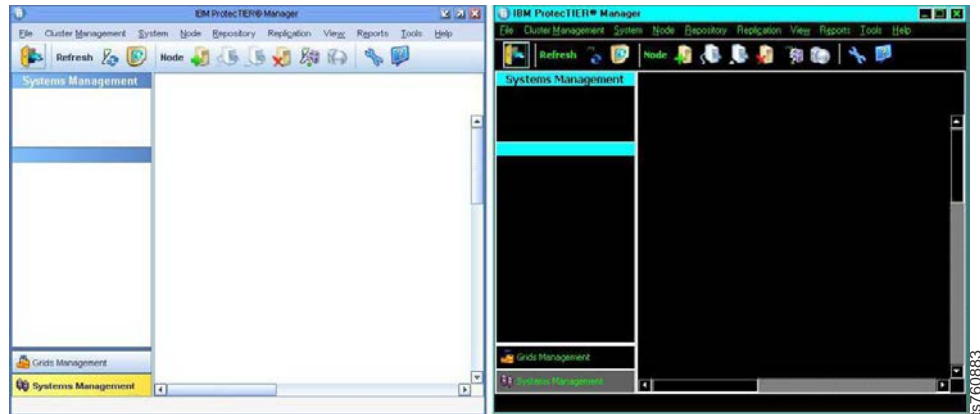 IBM ProtecTIER® Manager
File Cluster Management System Node Repository Replication View Reports Tools Help
Refresh Node
Systems Management
Grids Management
Systems Management
IBM ProtecTIER® Manager
File Cluster Management System Node Repository Replication View Reports Tools Help
Refresh Node
Systems Management
Grids Management
Systems Management
s760883